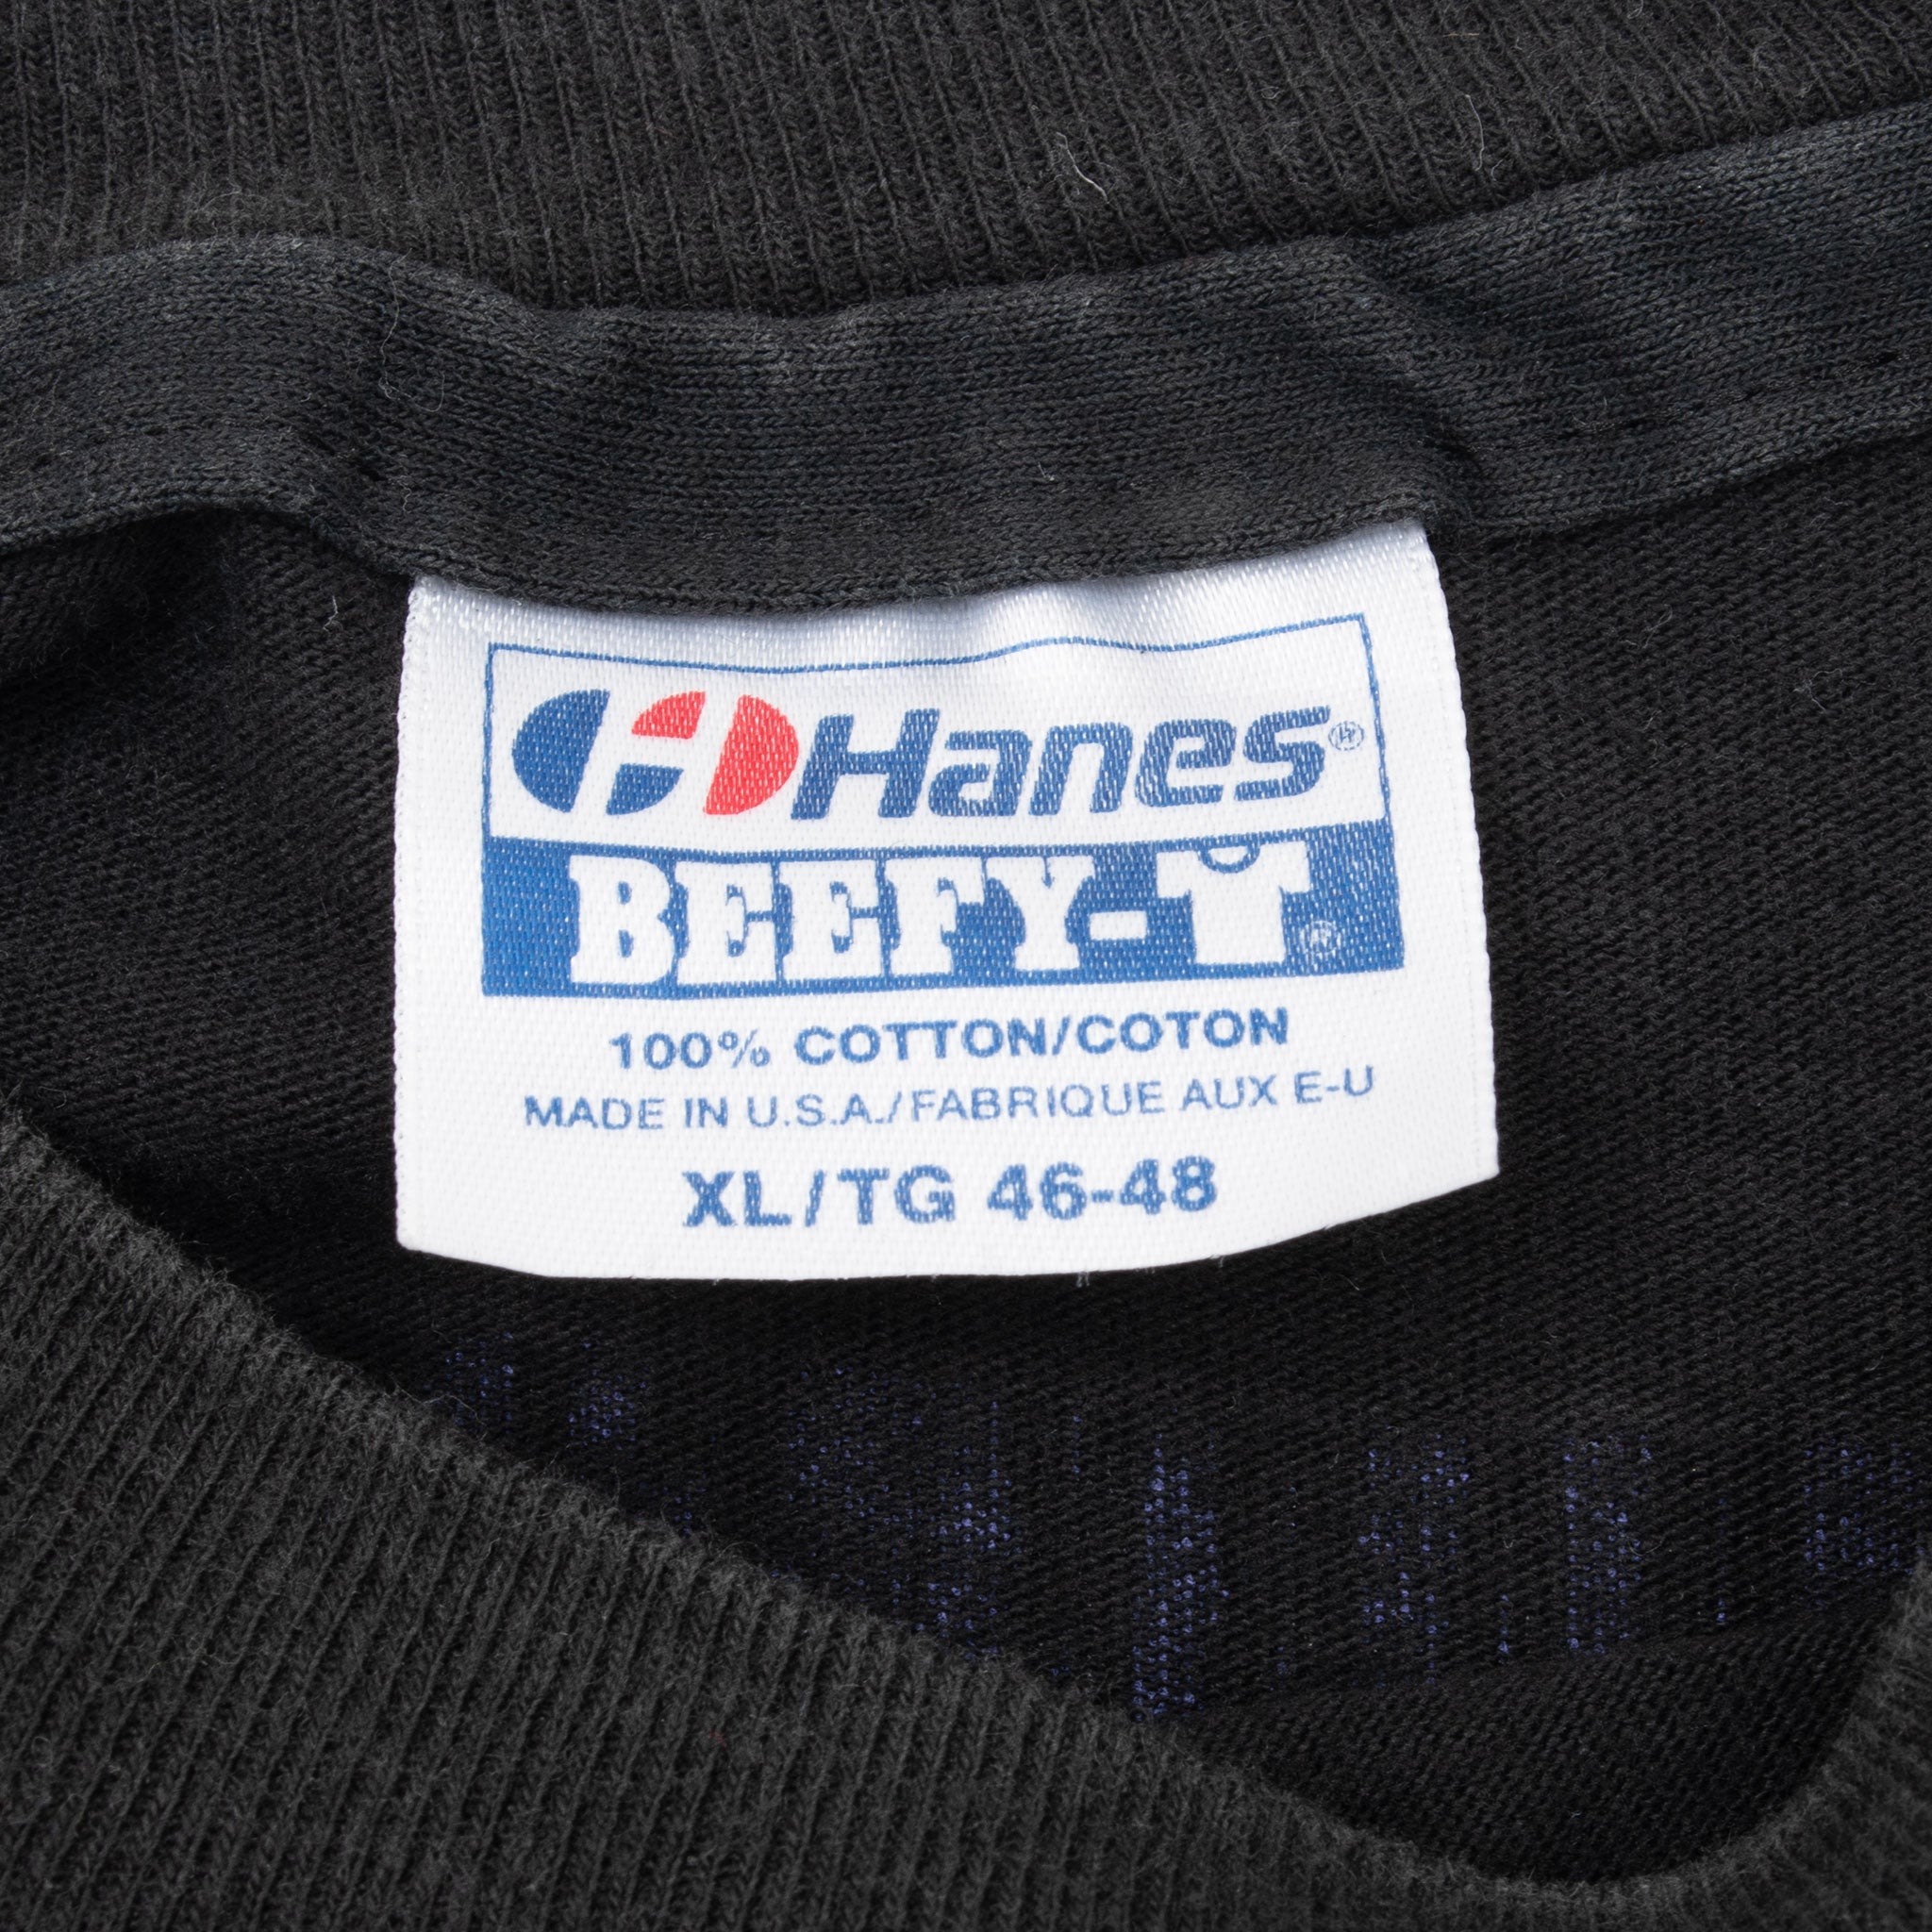 Hanes®
BEEFY-T®
100% COTTON/COTON
MADE IN U.S.A./FABRIQUE AUX E-U
XL/TG 46-48